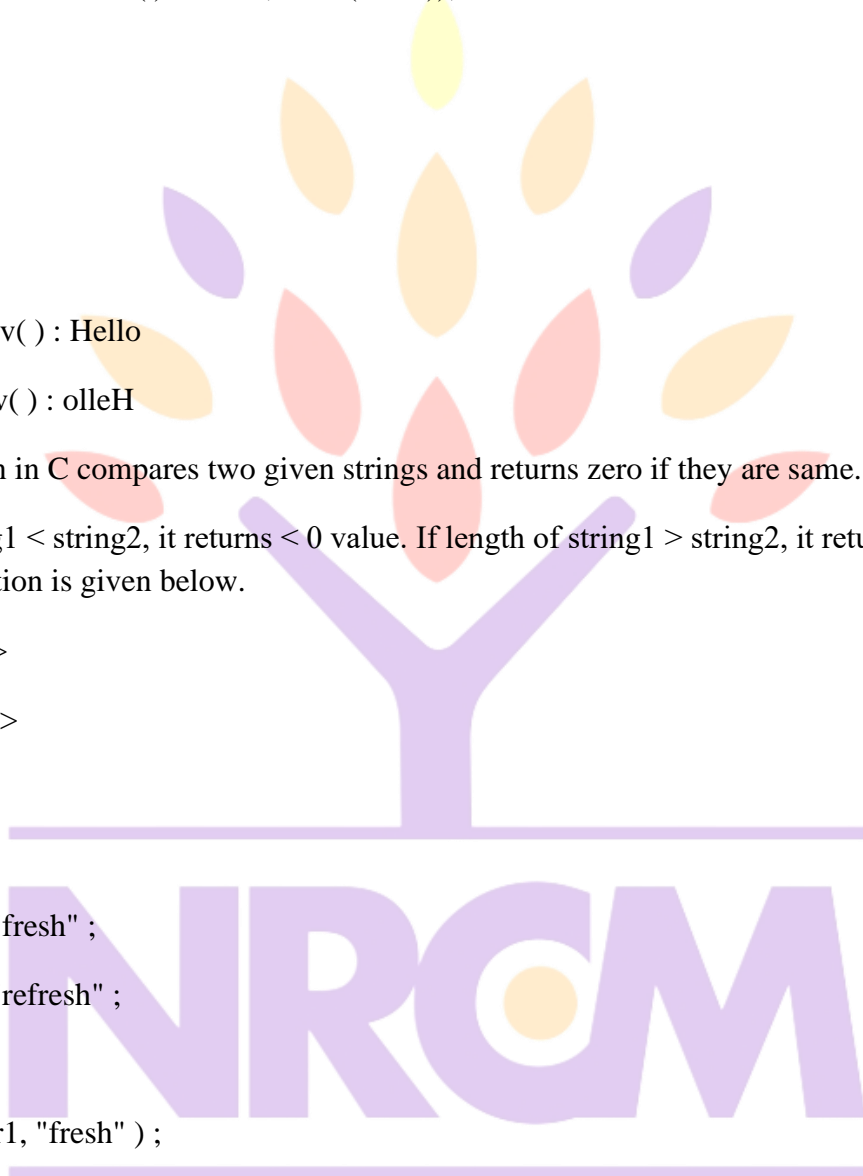 v( ) : Hello
v( ) : olleH
n in C compares two given strings and returns zero if they are same.
g1 < string2, it returns < 0 value. If length of string1 > string2, it retu
tion is given below.
>
>
fresh" ;
refresh" ;
r1, "fresh" ) ;
NRCM